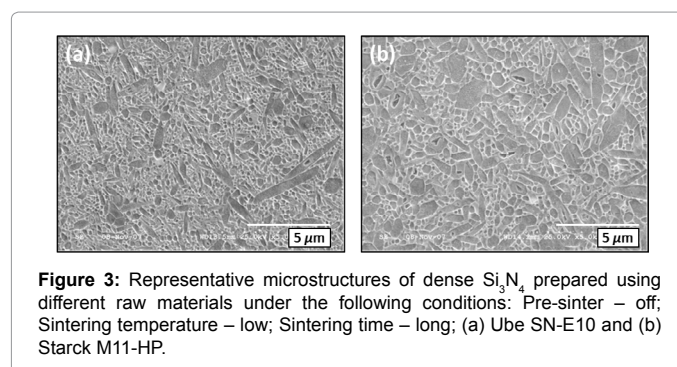 (a)
(b)
5 µm
5 µm
Figure 3: Representative microstructures of dense Si₃N₄ prepared using
different raw materials under the following conditions: Pre-sinter – off;
Sintering temperature – low; Sintering time – long; (a) Ube SN-E10 and (b)
Starck M11-HP.